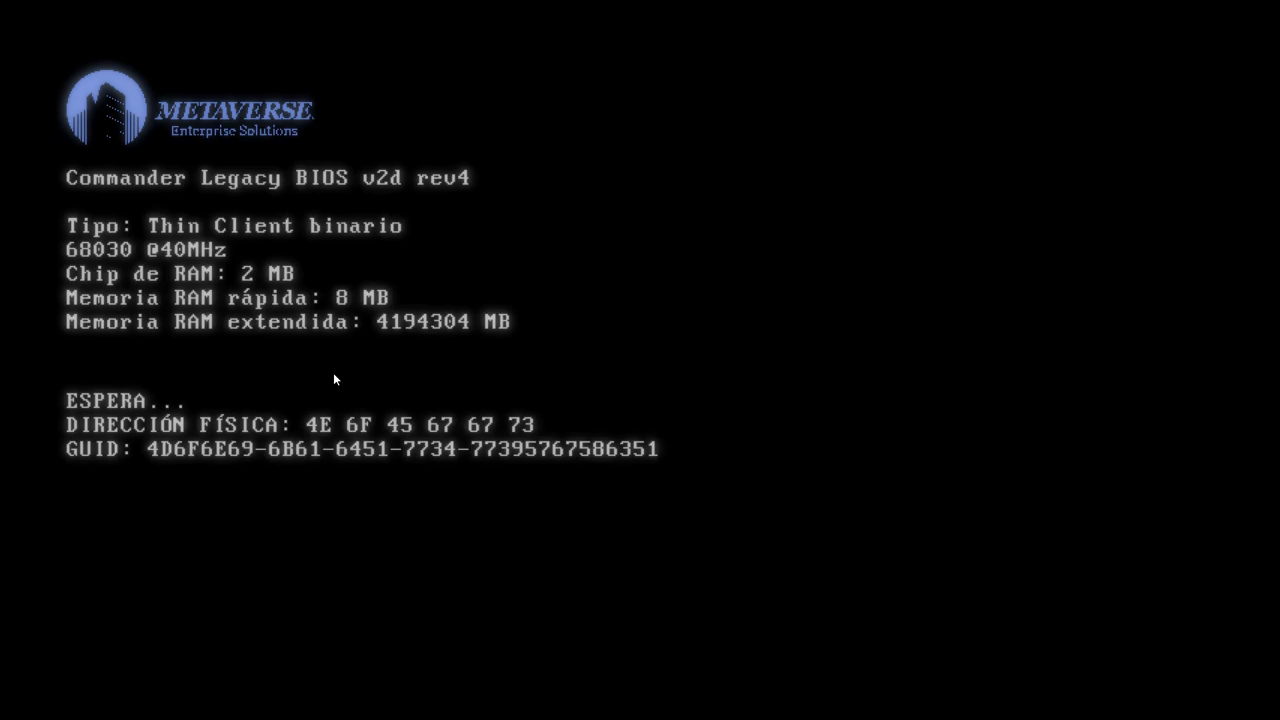 METAVERSE
Enterprise Solutions
Commander Legacy BIOS v2d rev4
Tipo: Thin Client binario
68030 @40MHz
Chip de RAM: 2 MB
Memoria RAM rápida: 8 MB
Memoria RAM extendida: 4194304 MB
ESPERA...
DIRECCIÓN FÍSICA: 4E 6F 45 67 67 73
GUID: 4D6F6E69-6B61-6451-7734-77395767586351